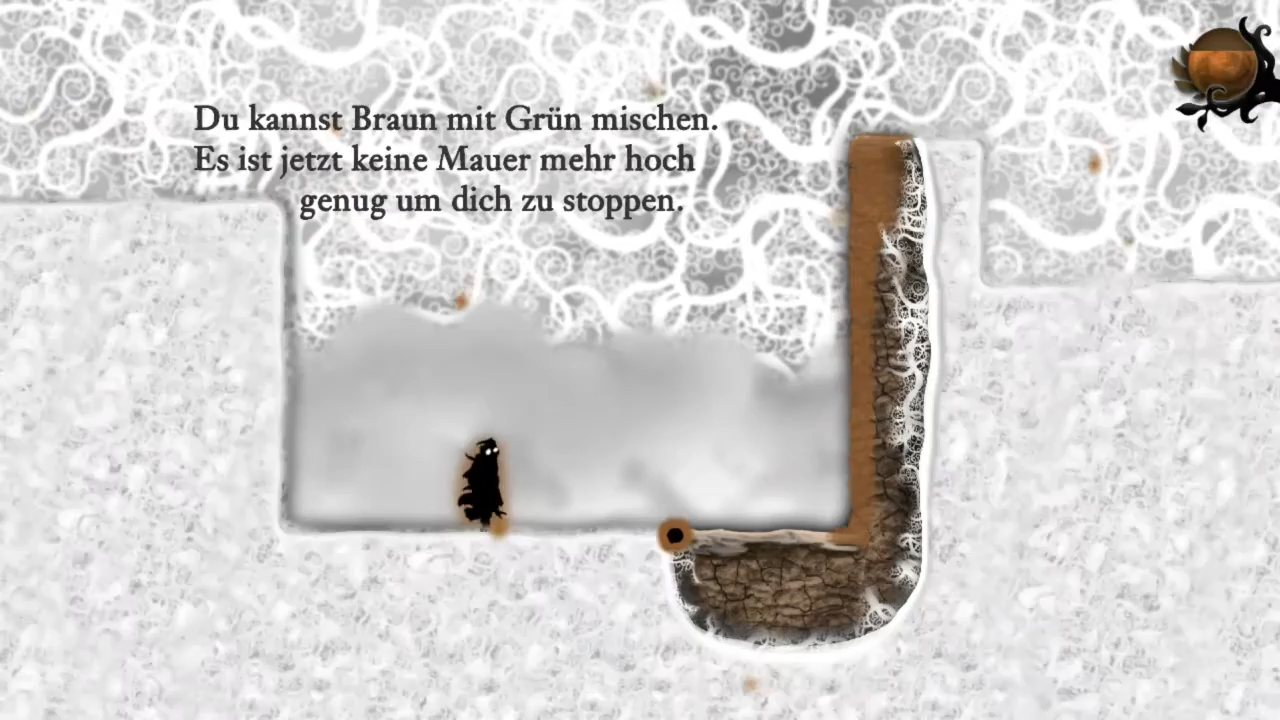 Du kannst Braun mit Grün mischen.
Es ist jetzt keine Mauer mehr hoch
genug um dich zu stoppen.